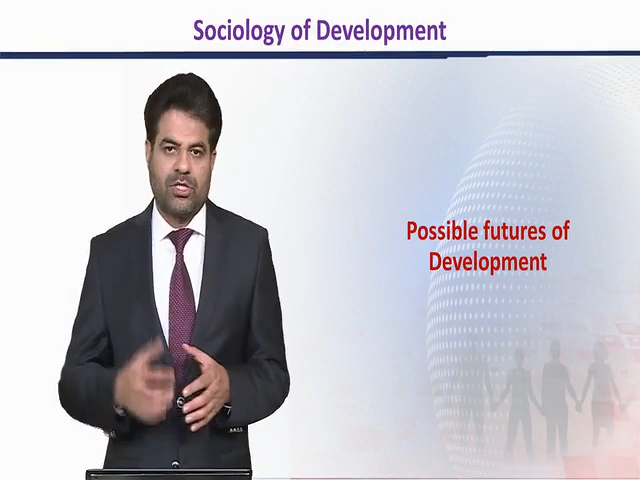 Sociology of Development
Possible futures of
Development